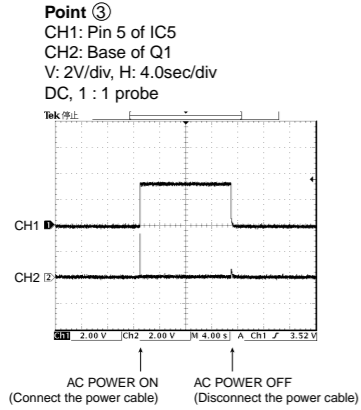 Point ③
CH1: Pin 5 of IC5
CH2: Base of Q1
V: 2V/div, H: 4.0sec/div
DC, 1 : 1 probe
Tek 停止
CH1 1
CH2 2
Ch1 2.00 V Ch2 2.00 V M 4.00 s A Ch1 ƒ 3.52 V
AC POWER ON AC POWER OFF
(Connect the power cable) (Disconnect the power cable)